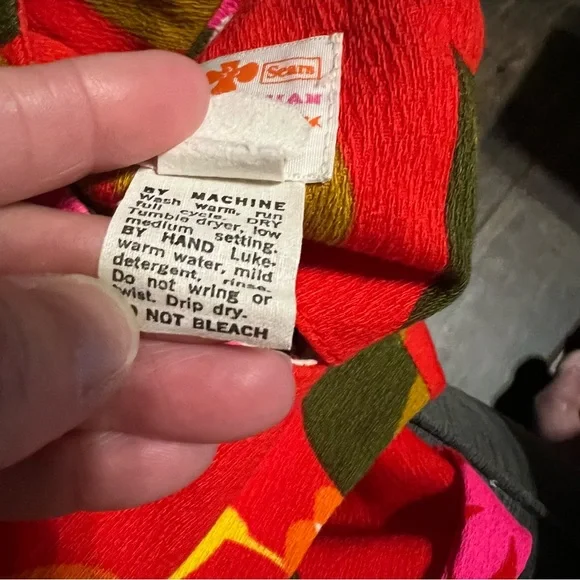 Sears
BY MACHINE
Wash warm, run
full cycle. DRY
Tumble dryer, low
medium setting.
BY HAND Luke-
warm water, mild
detergent, rinse.
Do not wring or
twist. Drip dry.
DO NOT BLEACH